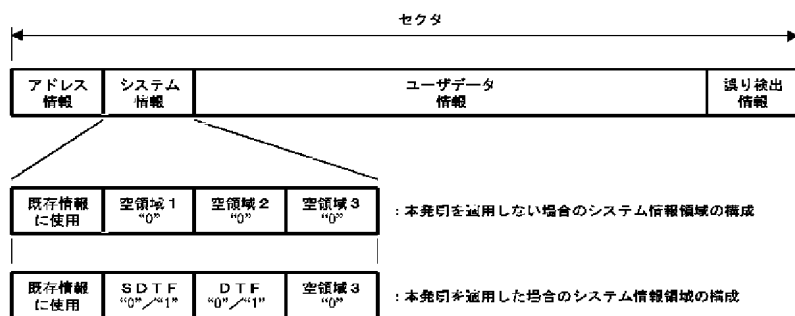 セクタ
アドレス
情報
システム
情報
ユーザデータ
情報
誤り検出
情報
既存情報
に使用
空領域1
“0”
空領域2
“0”
空領域3
“0”
：本発明を適用しない場合のシステム情報領域の構成
既存情報
に使用
SDTF
“0”／“1”
DTF
“0”／“1”
空領域3
“0”
：本発明を適用した場合のシステム情報領域の構成